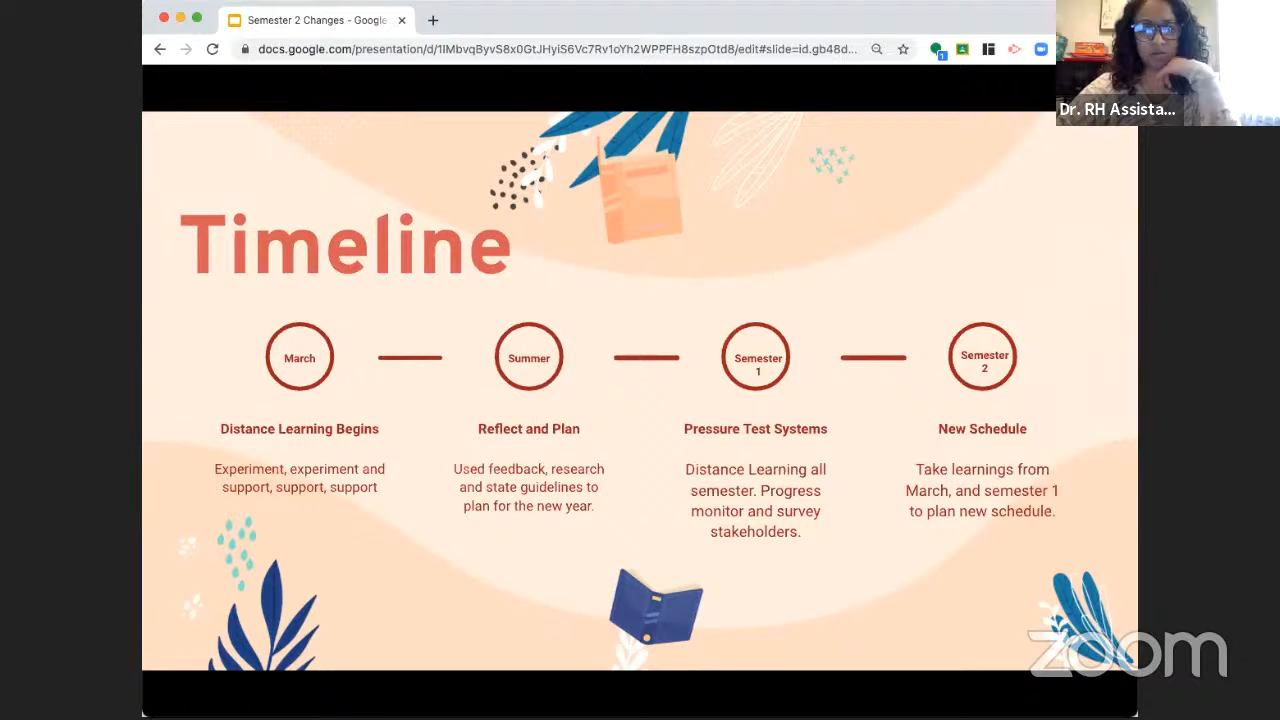 Semester 2 Changes - Google
docs.google.com/presentation/d/1IMbvqByvS8x0GtJHyiS6Vc7Rv1oYh2WPPFH8szpOtd8/edit#slide=id.gb48d...
1
Dr. RH Assista...
Timeline
March
Summer
Semester
1
Semester
2
Distance Learning Begins
Reflect and Plan
Pressure Test Systems
New Schedule
Experiment, experiment and
support, support, support
Used feedback, research
and state guidelines to
plan for the new year.
Distance Learning all
semester. Progress
monitor and survey
stakeholders.
Take learnings from
March, and semester 1
to plan new schedule.
zoom